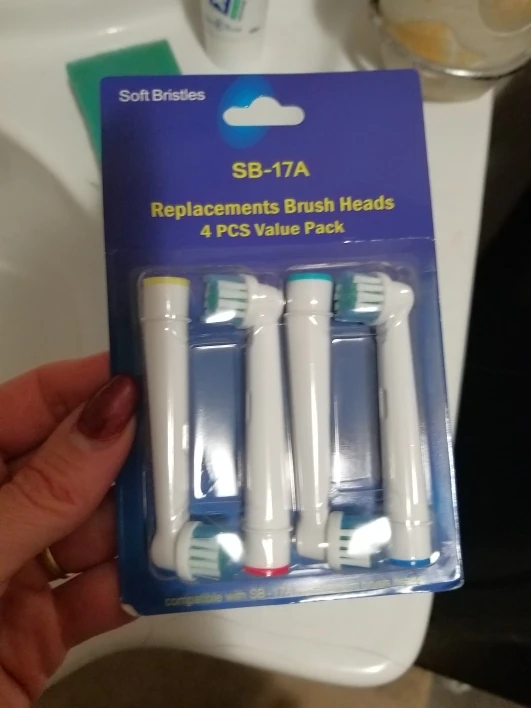 Soft Bristles
SB-17A
Replacements Brush Heads
4 PCS Value Pack
compatible with SB-17A